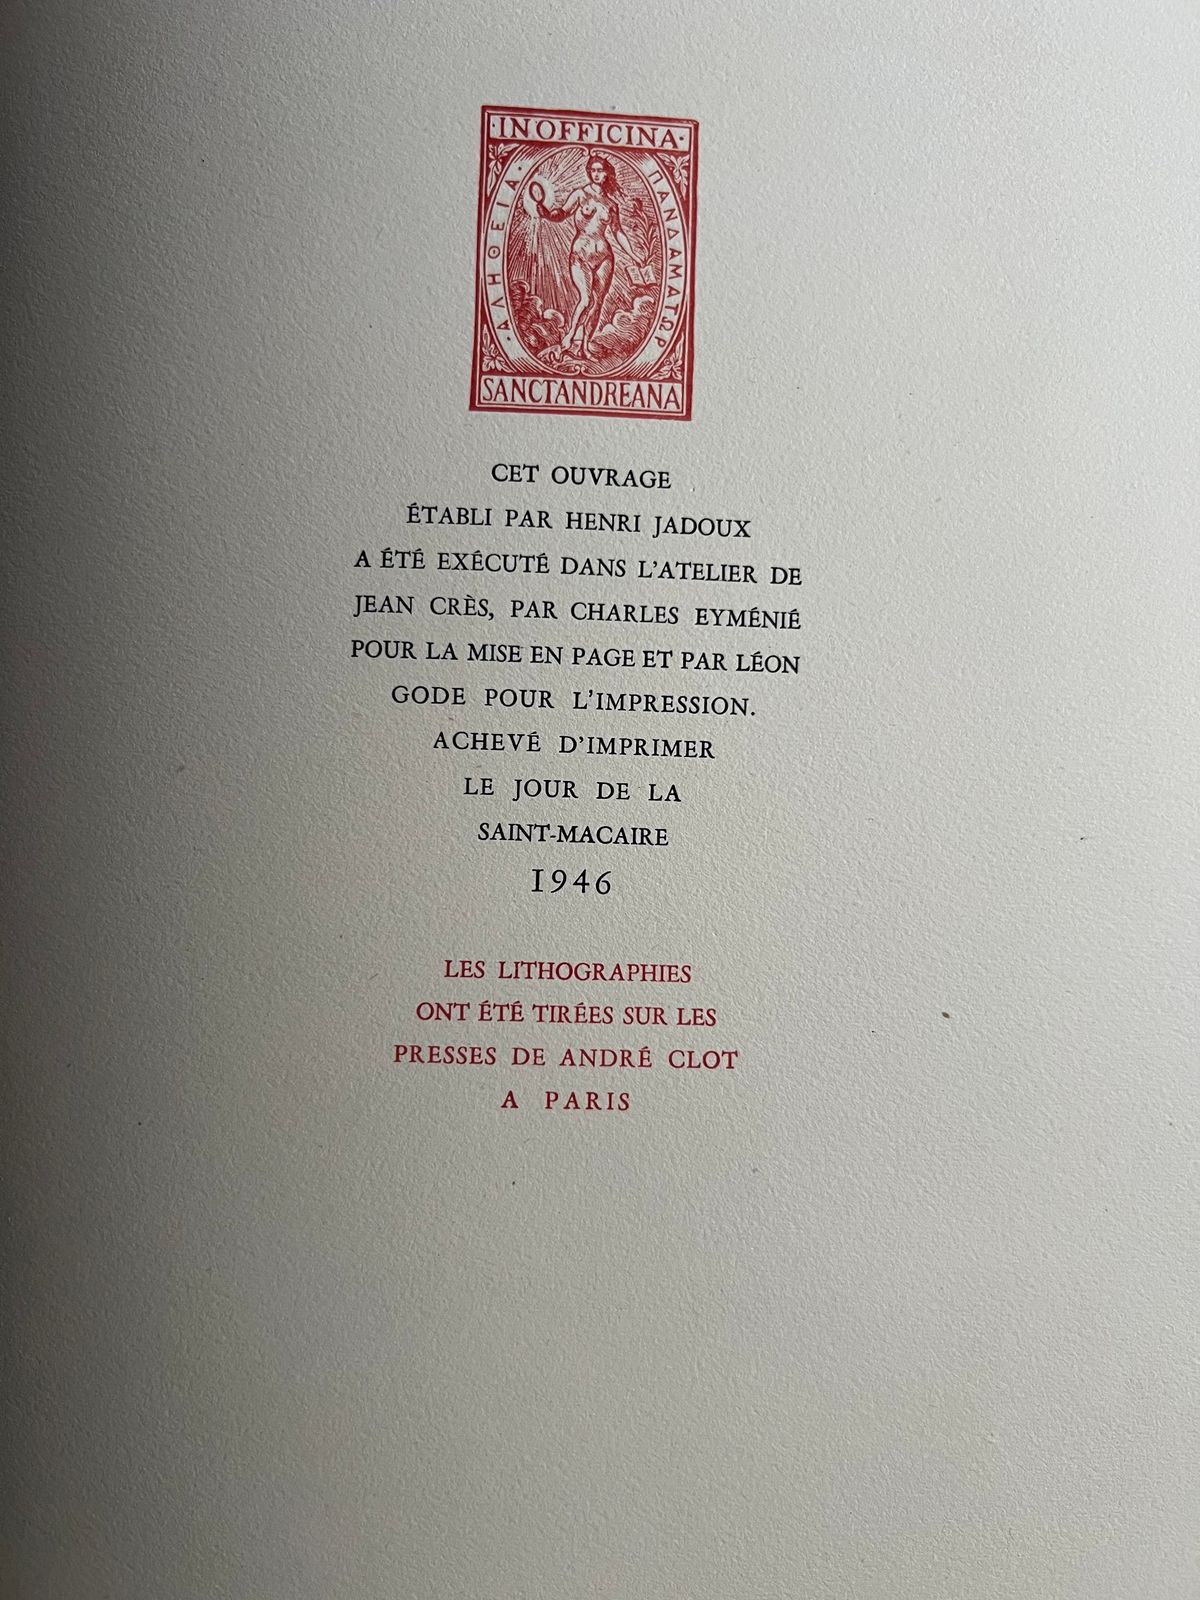 ·IN OFFICINA·
·ΑΛΗΘΕΙΑ·
ΠΑΝΔΑΜΑΤΩΡ
SANCTANDREANA
CET OUVRAGE
ÉTABLI PAR HENRI JADOUX
A ÉTÉ EXÉCUTÉ DANS L'ATELIER DE
JEAN CRÈS, PAR CHARLES EYMÉNIÉ
POUR LA MISE EN PAGE ET PAR LÉON
GODE POUR L'IMPRESSION.
ACHEVÉ D'IMPRIMER
LE JOUR DE LA
SAINT-MACAIRE
1946
LES LITHOGRAPHIES
ONT ÉTÉ TIRÉES SUR LES
PRESSES DE ANDRÉ CLOT
A PARIS